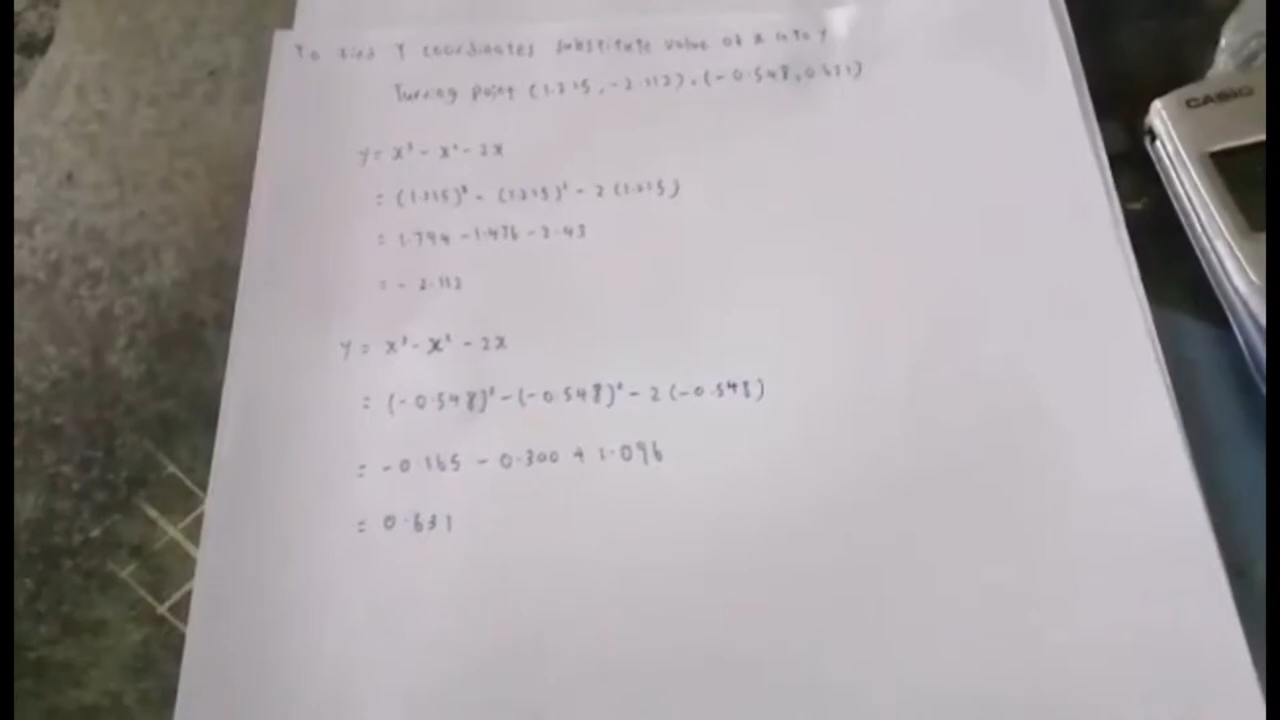 To find Y coordinates substitute value of x into y
Turning point (1.215, -2.112), (-0.548, 0.631)
y = x³ - x² - 2x
= (1.215)³ - (1.215)² - 2 (1.215)
= 1.794 - 1.476 - 2.43
= - 2.112
y = x³ - x² - 2x
= (-0.548)³ - (-0.548)² - 2 (-0.548)
= -0.165 - 0.300 + 1.096
= 0.631
CASIO